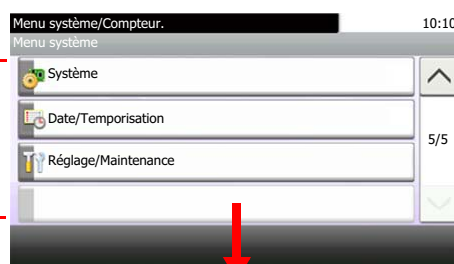 Menu système/Compteur.
10:10
Menu système
Système
Date/Temporisation
5/5
Réglage/Maintenance